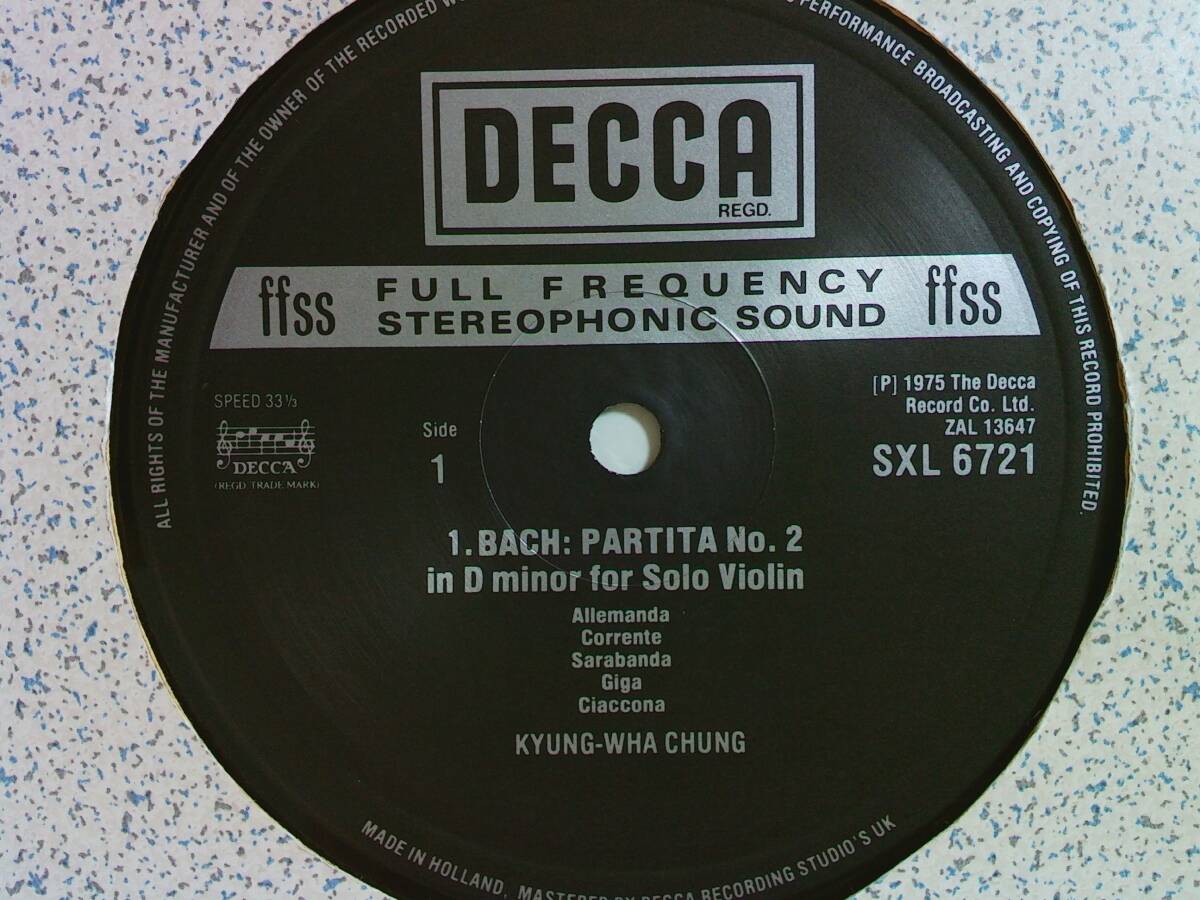 ALL RIGHTS OF THE MANUFACTURER AND OF THE OWNER OF THE RECORDED
PERFORMANCE BROADCASTING AND COPYING OF THIS RECORD PROHIBITED.
DECCA
REGD.
ffss FULL FREQUENCY ffss
STEREOPHONIC SOUND
SPEED 33⅓
DECCA
(REGD. TRADE MARK)
Side
1
[P] 1975 The Decca
Record Co. Ltd.
ZAL 13647
SXL 6721
1. BACH: PARTITA No. 2
in D minor for Solo Violin
Allemanda
Corrente
Sarabanda
Giga
Ciaccona
KYUNG-WHA CHUNG
MADE IN HOLLAND. MASTERED BY DECCA RECORDING STUDIO'S UK